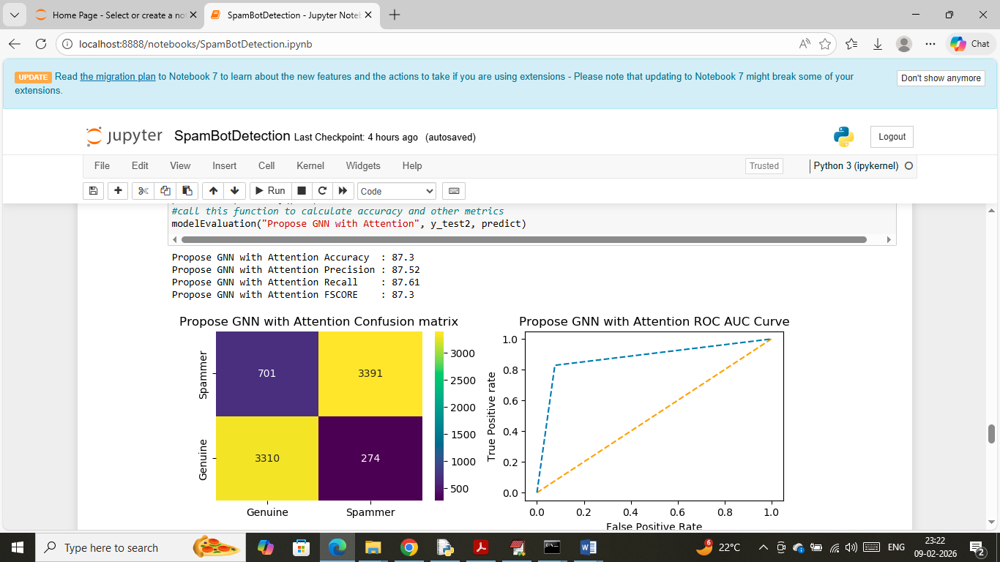 Home Page - Select or create a no
SpamBotDetection - Jupyter Note
localhost:8888/notebooks/SpamBotDetection.ipynb
Chat
UPDATE Read the migration plan to Notebook 7 to learn about the new features and the actions to take if you are using extensions - Please note that updating to Notebook 7 might break some of your
extensions.
Don't show anymore
jupyter SpamBotDetection Last Checkpoint: 4 hours ago (autosaved)
Logout
File Edit View Insert Cell Kernel Widgets Help
Trusted
Python 3 (ipykernel)
Run
Code
#call this function to calculate accuracy and other metrics
modelEvaluation("Propose GNN with Attention", y_test2, predict)
Propose GNN with Attention Accuracy : 87.3
Propose GNN with Attention Precision : 87.52
Propose GNN with Attention Recall : 87.61
Propose GNN with Attention FSCORE : 87.3
Propose GNN with Attention Confusion matrix
Spammer
Genuine
701
3391
3310
274
Genuine
Spammer
3000
2500
2000
1500
1000
500
Propose GNN with Attention ROC AUC Curve
True Positive rate
1.0
0.8
0.6
0.4
0.2
0.0
0.0 0.2 0.4 0.6 0.8 1.0
False Positive Rate
Type here to search
6
22°C
ENG
23:22
09-02-2026
2